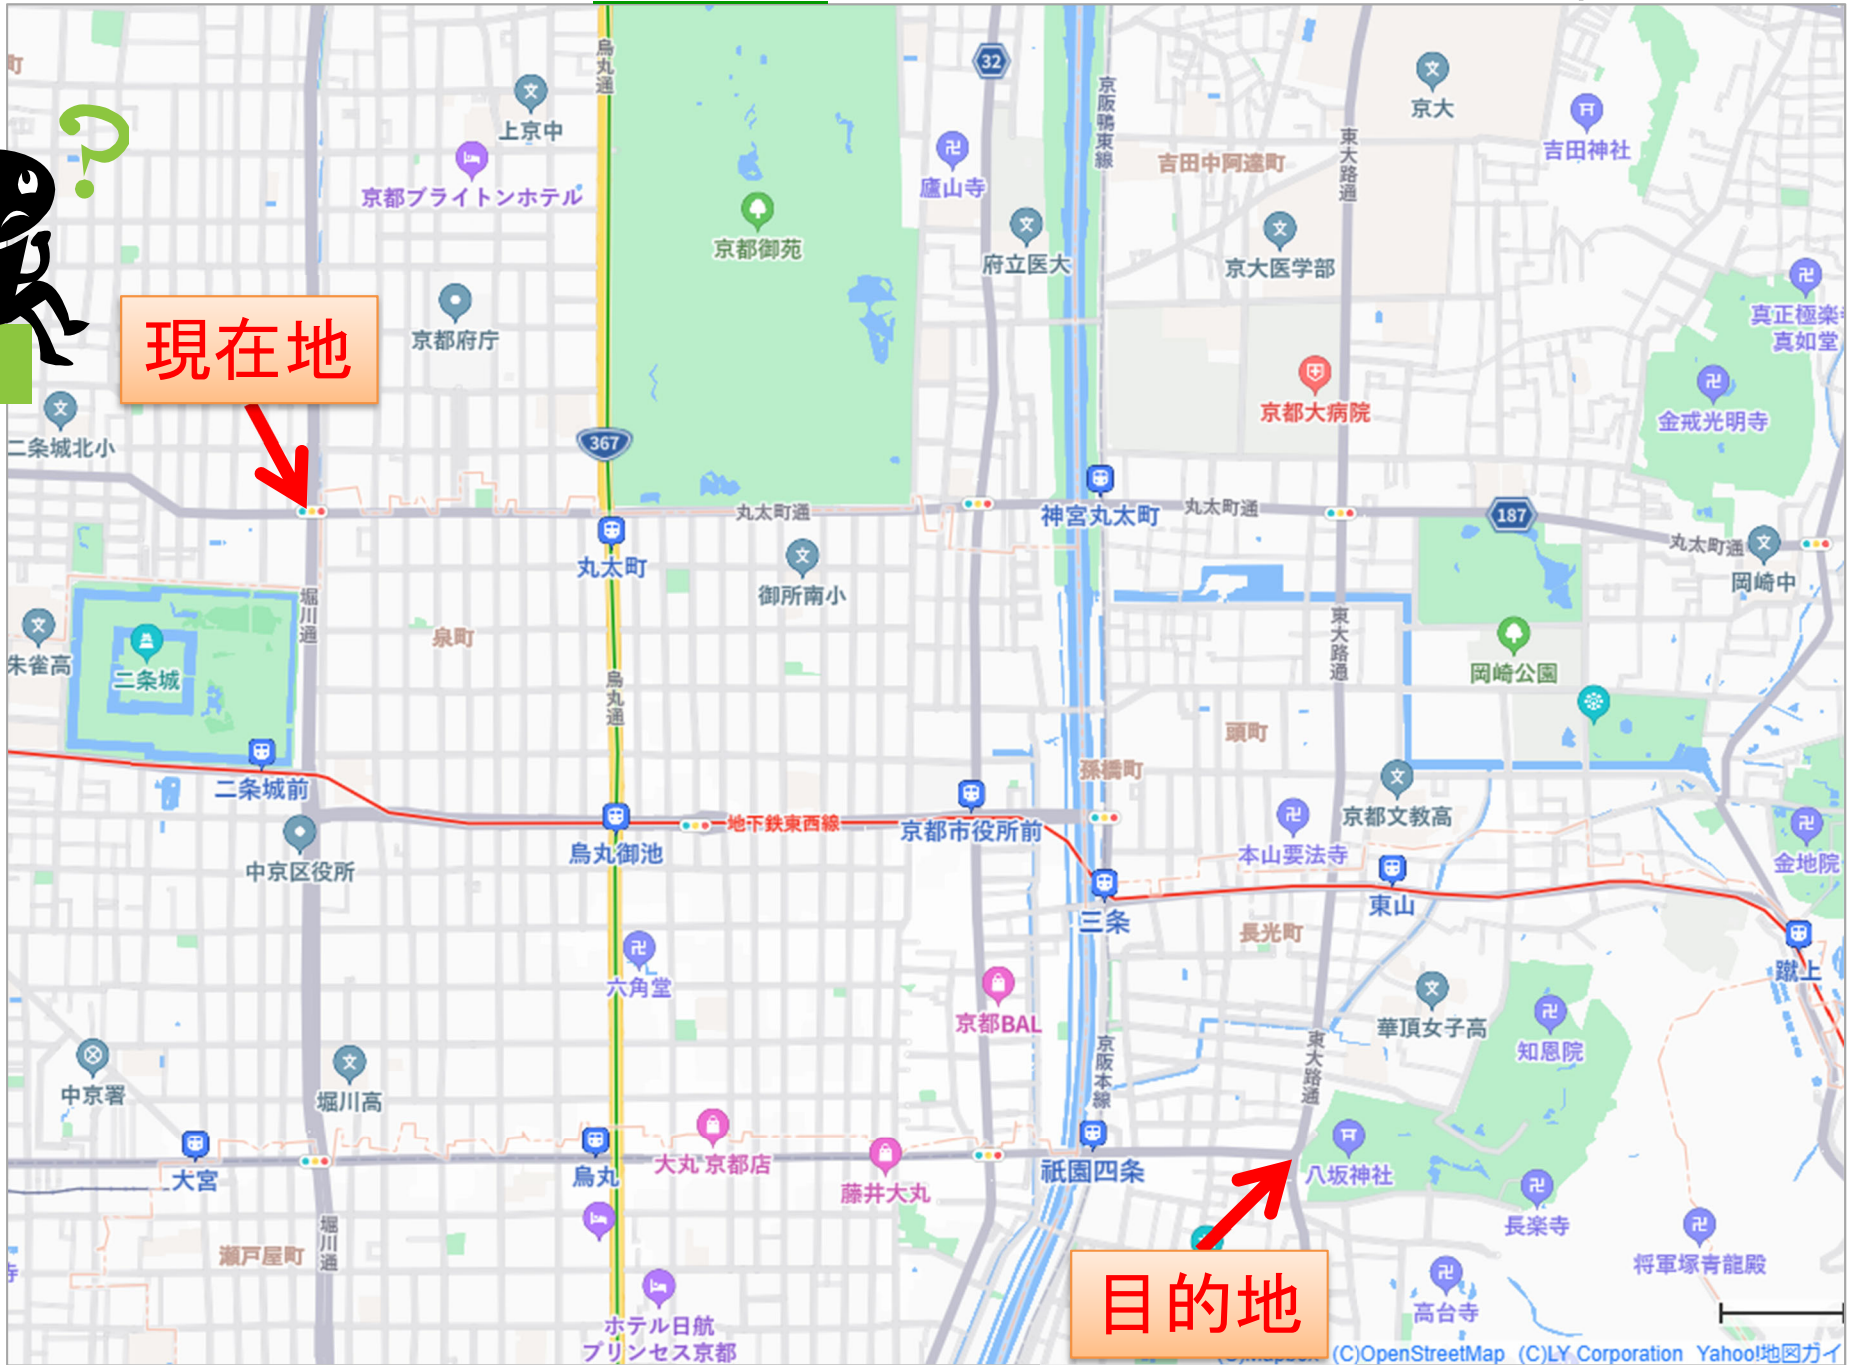 町
上京中
京都ブライトンホテル
烏丸通
京都御苑
32
廬山寺
府立医大
京阪鴨東線
吉田中阿達町
東大路通
京大
吉田神社
京大医学部
真正極楽寺
真如堂
京都府庁
現在地
二条城北小
367
京都大病院
金戒光明寺
丸太町
丸太町通
神宮丸太町
丸太町通
187
丸太町通
岡崎中
御所南小
朱雀高
二条城
堀川通
泉町
烏丸通
東大路通
岡崎公園
頭町
孫橋町
二条城前
中京区役所
烏丸御池
地下鉄東西線
京都市役所前
本山要法寺
京都文教高
金地院
三条
東山
長光町
蹴上
六角堂
京都BAL
華頂女子高
知恩院
中京署
堀川高
京阪本線
東大路通
大宮
烏丸
大丸 京都店
藤井大丸
祇園四条
八坂神社
長楽寺
瀬戸屋町
堀川通
将軍塚青龍殿
高台寺
目的地
ホテル日航
プリンセス京都
(C)OpenStreetMap (C)LY Corporation Yahoo!地図ガイ